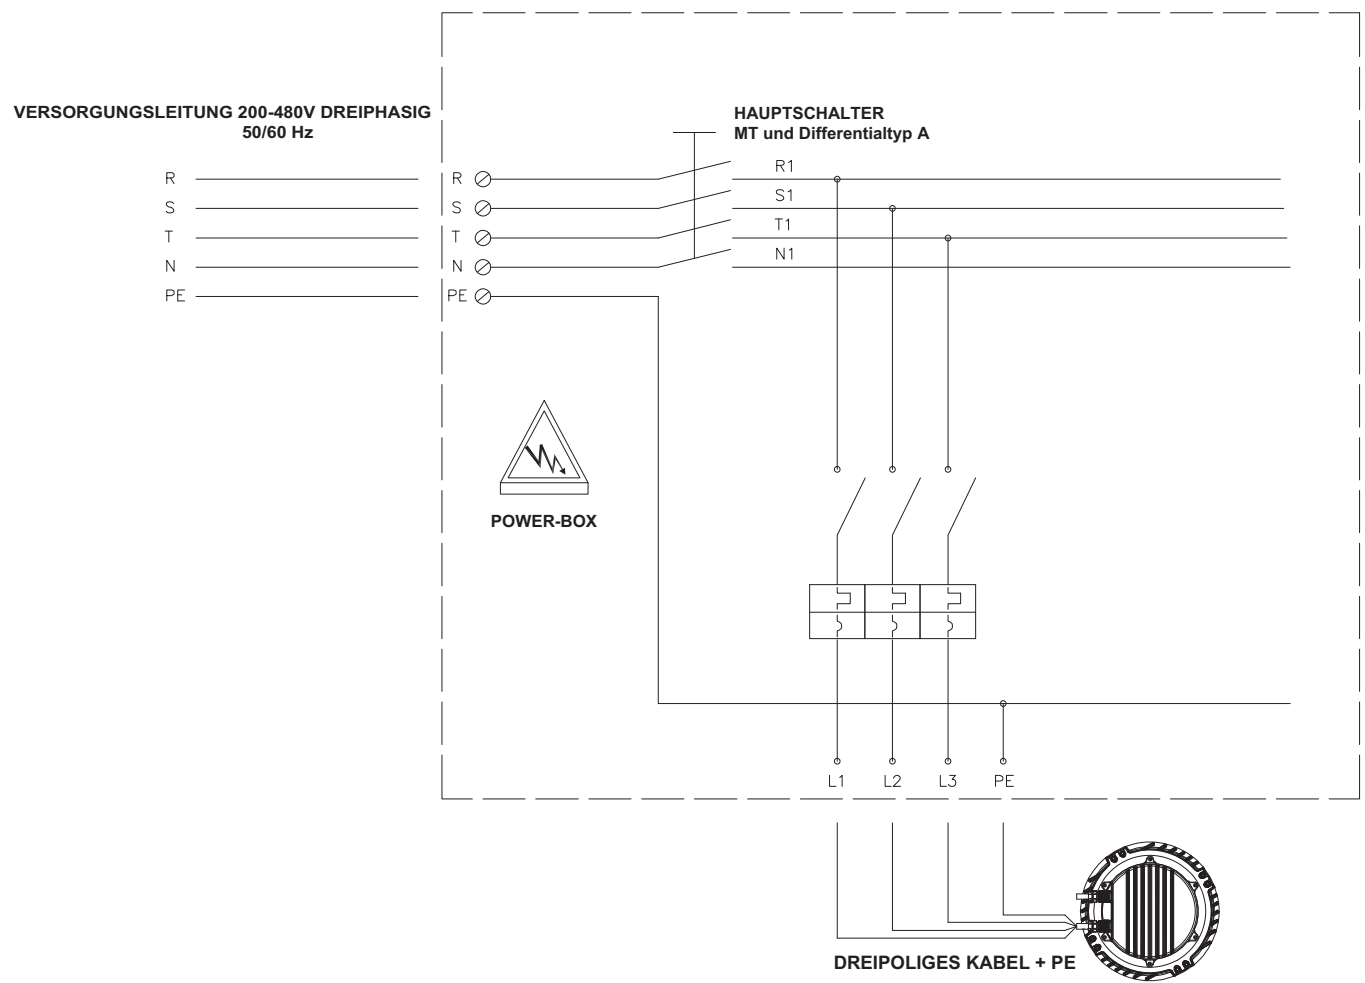 VERSORGUNGSLEITUNG 200-480V DREIPHASIG
50/60 Hz
HAUPTSCHALTER
MT und Differentialtyp A
R R R1
S S S1
T T T1
N N N1
PE PE
POWER-BOX
L1 L2 L3 PE
DREIPOLIGES KABEL + PE